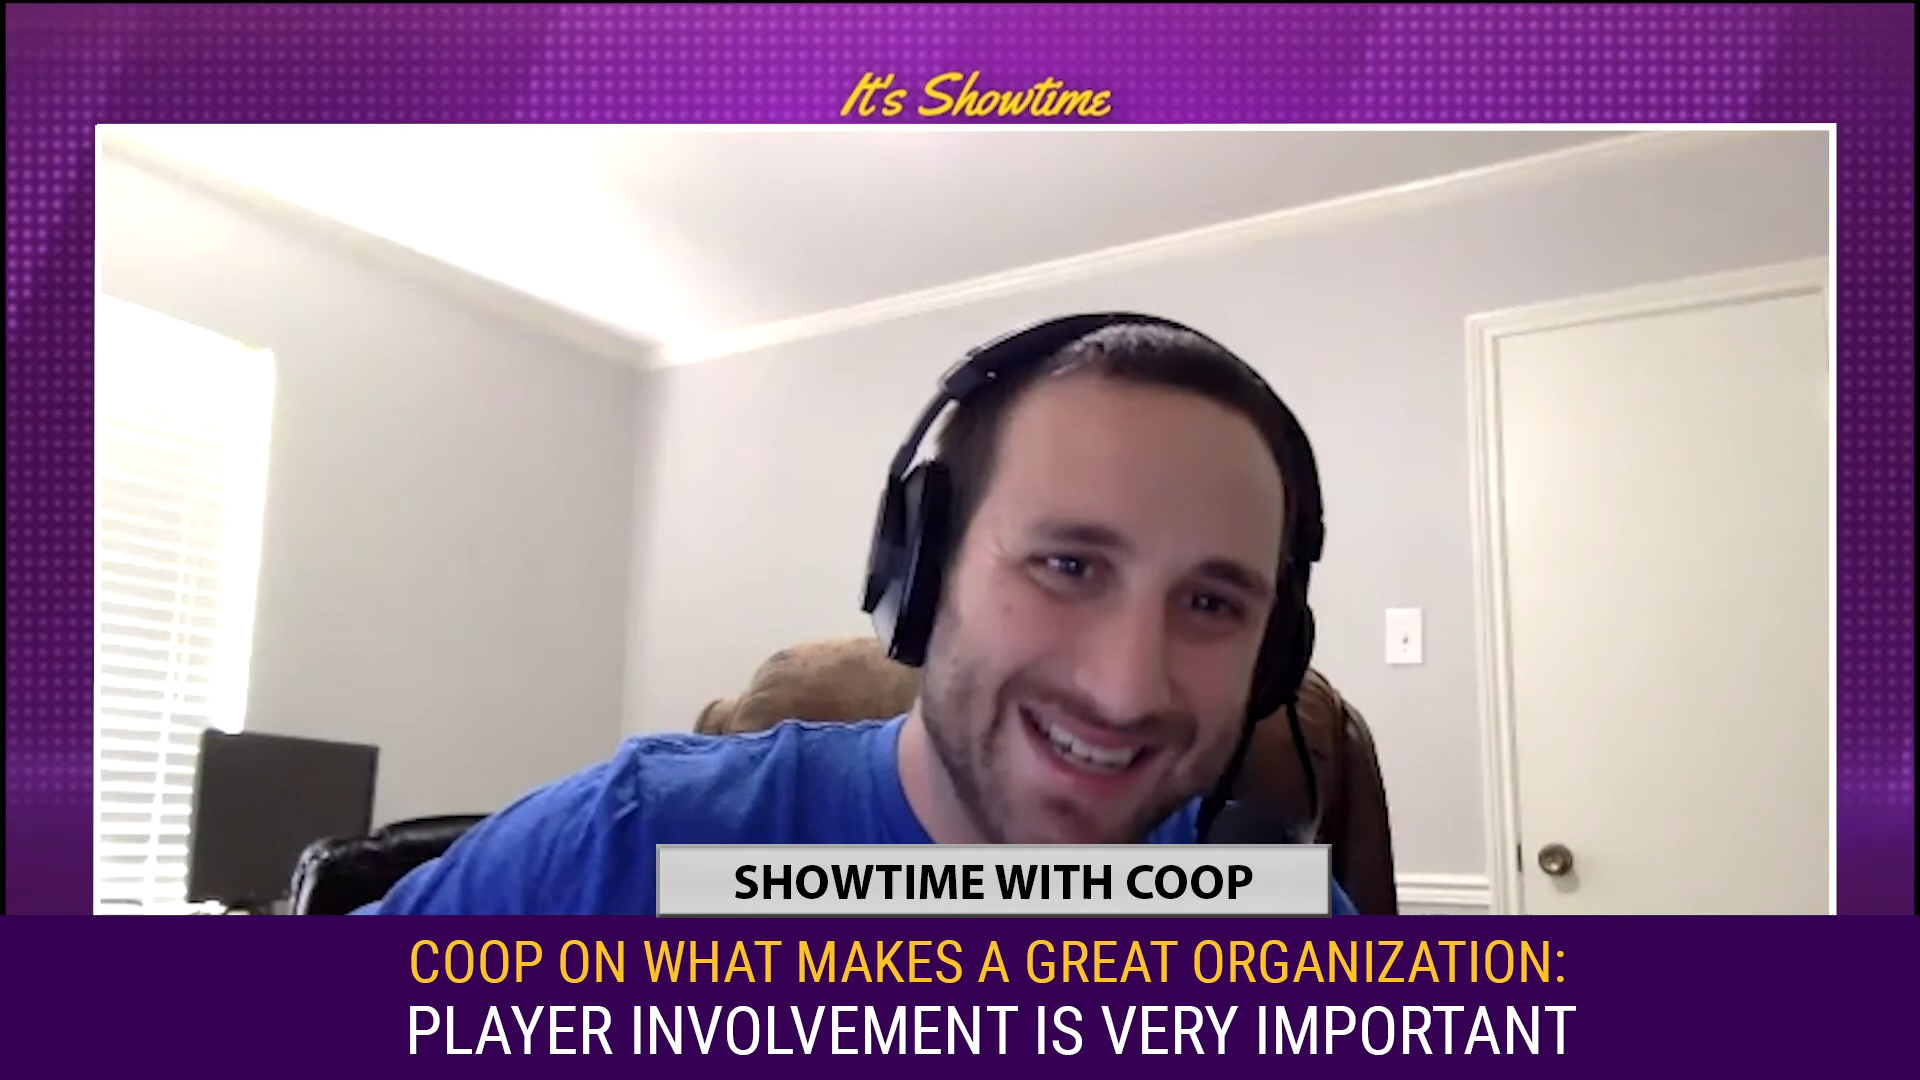 It's Showtime
SHOWTIME WITH COOP
COOP ON WHAT MAKES A GREAT ORGANIZATION:
PLAYER INVOLVEMENT IS VERY IMPORTANT